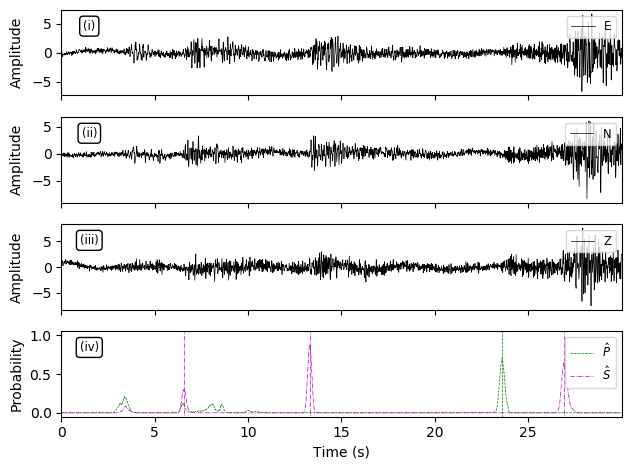 Amplitude
5
0
−5
(i)
E
Amplitude
5
0
−5
(ii)
N
Amplitude
5
0
−5
(iii)
Z
Probability
1.0
0.5
0.0
(iv)
P̂
Ŝ
0 5 10 15 20 25
Time (s)